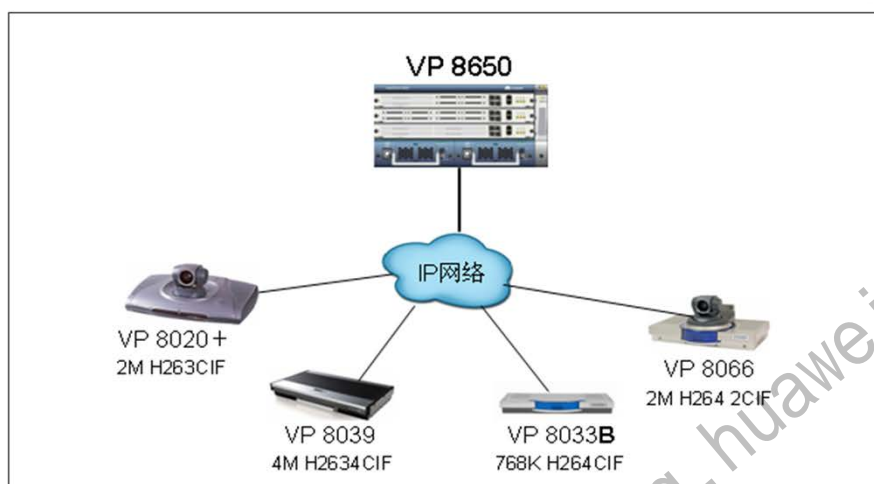 VP 8650
IP网络
VP 8020+
2M H263CIF
VP 8066
2M H264 2CIF
VP 8039
4M H2634CIF
VP 8033B
768K H264CIF
g.huawei